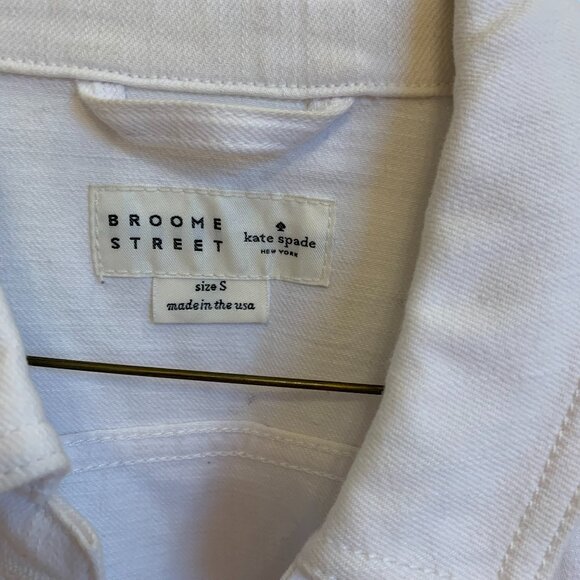 BROOME
STREET
kate spade
NEW YORK
size S
made in the usa